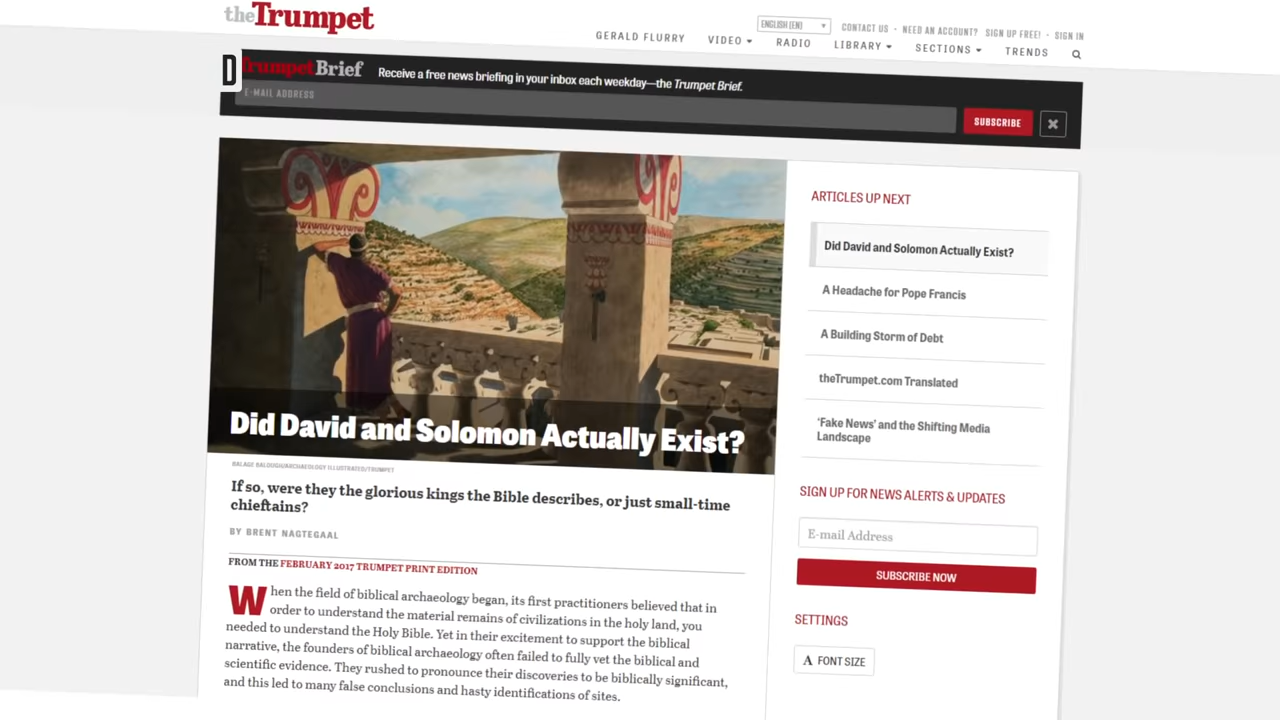 theTrumpet
ENGLISH (EN)
CONTACT US • NEED AN ACCOUNT? SIGN UP FREE! • SIGN IN
GERALD FLURRY VIDEO RADIO LIBRARY SECTIONS TRENDS
D
TrumpetBrief Receive a free news briefing in your inbox each weekday—the Trumpet Brief.
E-MAIL ADDRESS
SUBSCRIBE
Did David and Solomon Actually Exist?
BALAGE BALOUGH/ARCHAEOLOGY ILLUSTRATED/TRUMPET
If so, were they the glorious kings the Bible describes, or just small-time
chieftains?
BY BRENT NAGTEGAAL
FROM THE FEBRUARY 2017 TRUMPET PRINT EDITION
When the field of biblical archaeology began, its first practitioners believed that in
order to understand the material remains of civilizations in the holy land, you
needed to understand the Holy Bible. Yet in their excitement to support the biblical
narrative, the founders of biblical archaeology often failed to fully vet the biblical and
scientific evidence. They rushed to pronounce their discoveries to be biblically significant,
and this led to many false conclusions and hasty identifications of sites.
ARTICLES UP NEXT
Did David and Solomon Actually Exist?
A Headache for Pope Francis
A Building Storm of Debt
theTrumpet.com Translated
‘Fake News’ and the Shifting Media
Landscape
SIGN UP FOR NEWS ALERTS & UPDATES
E-mail Address
SUBSCRIBE NOW
SETTINGS
A FONT SIZE